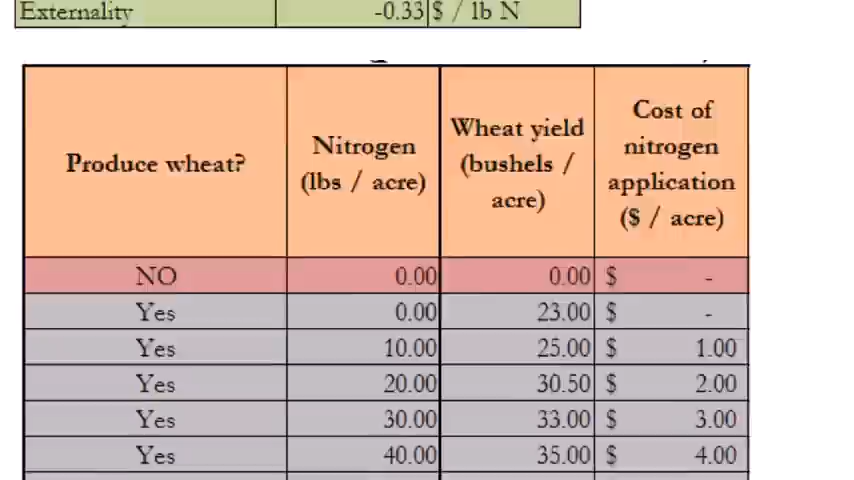 Externality -0.33 $ / lb N
Produce wheat? Nitrogen (lbs / acre) Wheat yield (bushels / acre) Cost of nitrogen application ($ / acre)
NO 0.00 0.00 $ -
Yes 0.00 23.00 $ -
Yes 10.00 25.00 $ 1.00
Yes 20.00 30.50 $ 2.00
Yes 30.00 33.00 $ 3.00
Yes 40.00 35.00 $ 4.00